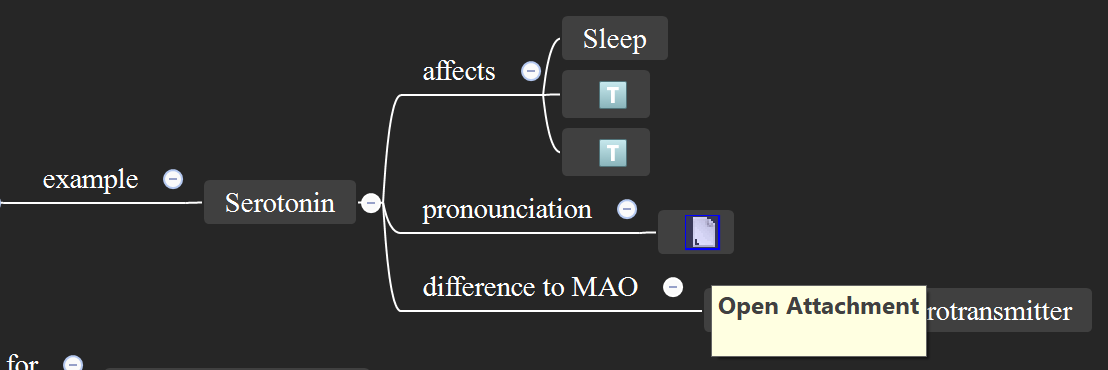 Sleep
affects
T
T
example
Serotonin
pronounciation
L
difference to MAO
Open Attachment
rotransmitter
for